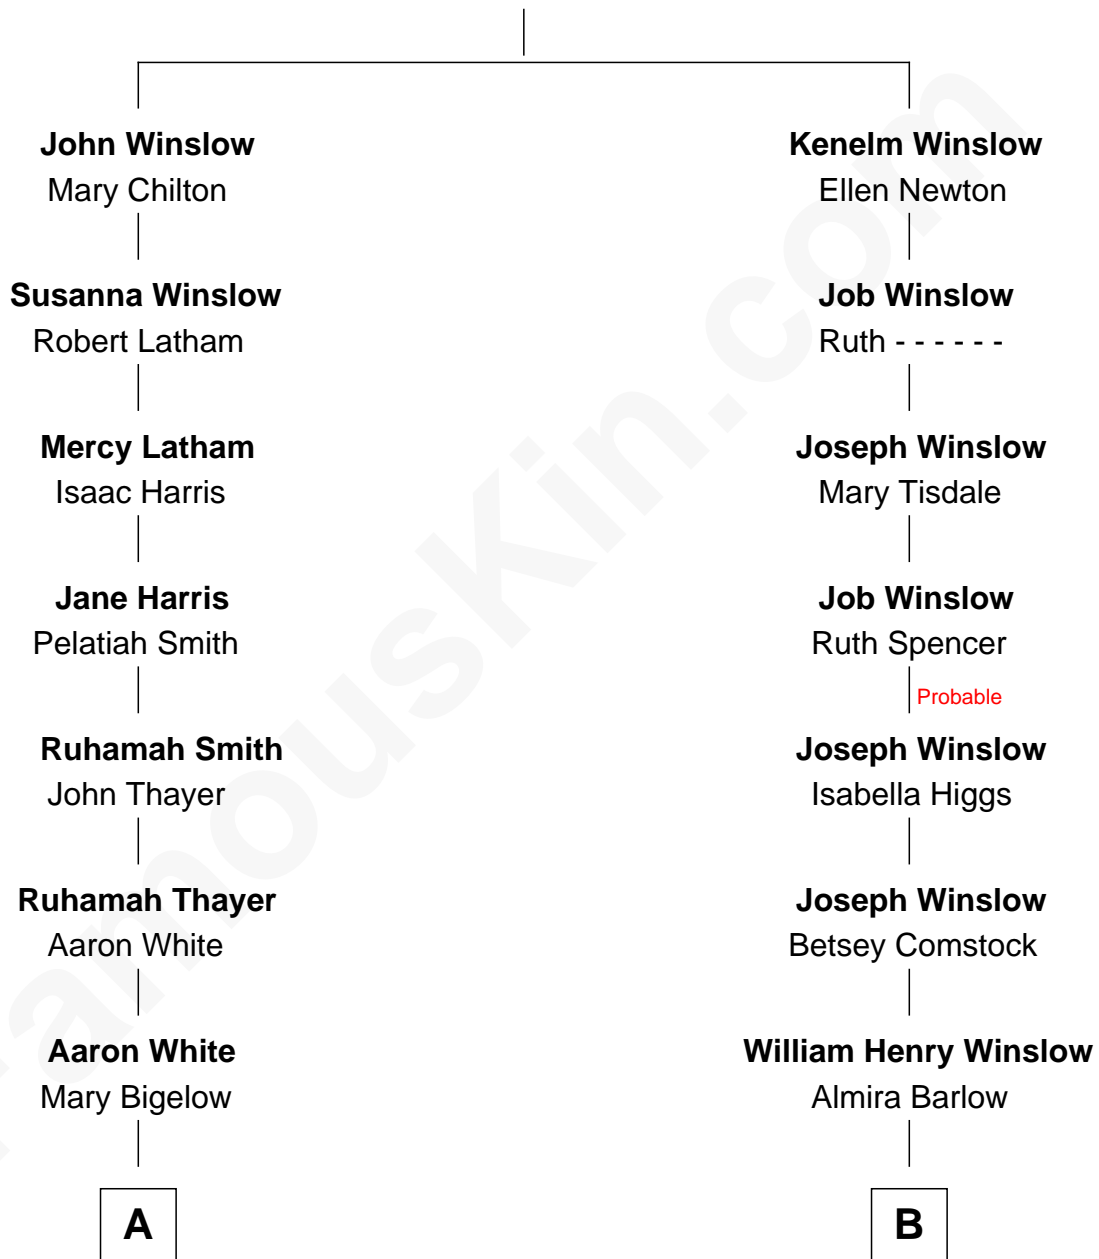 John Winslow
Mary Chilton
Susanna Winslow
Robert Latham
Mercy Latham
Isaac Harris
Jane Harris
Pelatiah Smith
Ruhamah Smith
John Thayer
Ruhamah Thayer
Aaron White
Aaron White
Mary Bigelow
A
Kenelm Winslow
Ellen Newton
Job Winslow
Ruth - - - - - -
Joseph Winslow
Mary Tisdale
Job Winslow
Ruth Spencer
Probable
Joseph Winslow
Isabella Higgs
Joseph Winslow
Betsey Comstock
William Henry Winslow
Almira Barlow
B
FamousKin.com